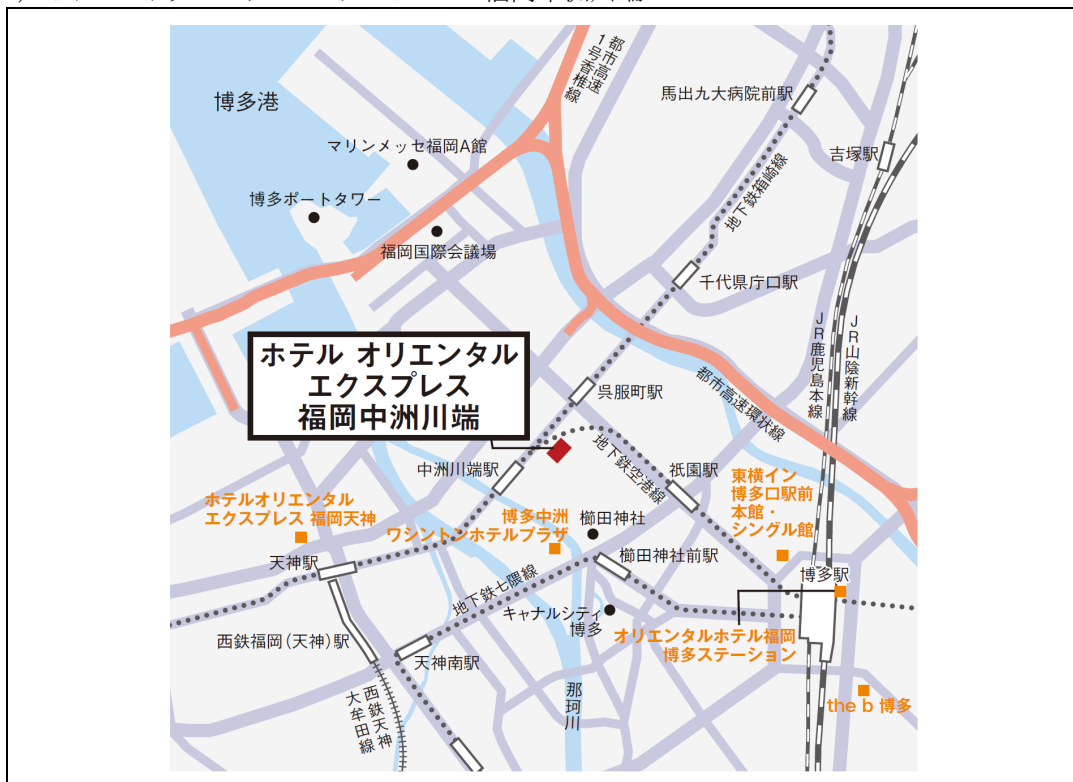 都市高速
1号香椎線
博多港
馬出九大病院前駅
マリンメッセ福岡A館
吉塚駅
地下鉄箱崎線
博多ポートタワー
福岡国際会議場
千代県庁口駅
JR鹿児島本線
JR山陰新幹線
ホテル オリエンタル
エクスプレス
福岡中洲川端
呉服町駅
都市高速環状線
地下鉄空港線
中洲川端駅
祇園駅
東横イン
博多口駅前
本館・
シングル館
ホテルオリエンタル
エクスプレス 福岡天神
博多中洲
ワシントンホテルプラザ
櫛田神社
天神駅
櫛田神社前駅
博多駅
地下鉄七隈線
キャナルシティ
博多
西鉄福岡(天神)駅
天神南駅
オリエンタルホテル福岡
博多ステーション
西鉄天神
大牟田線
那珂川
the b 博多